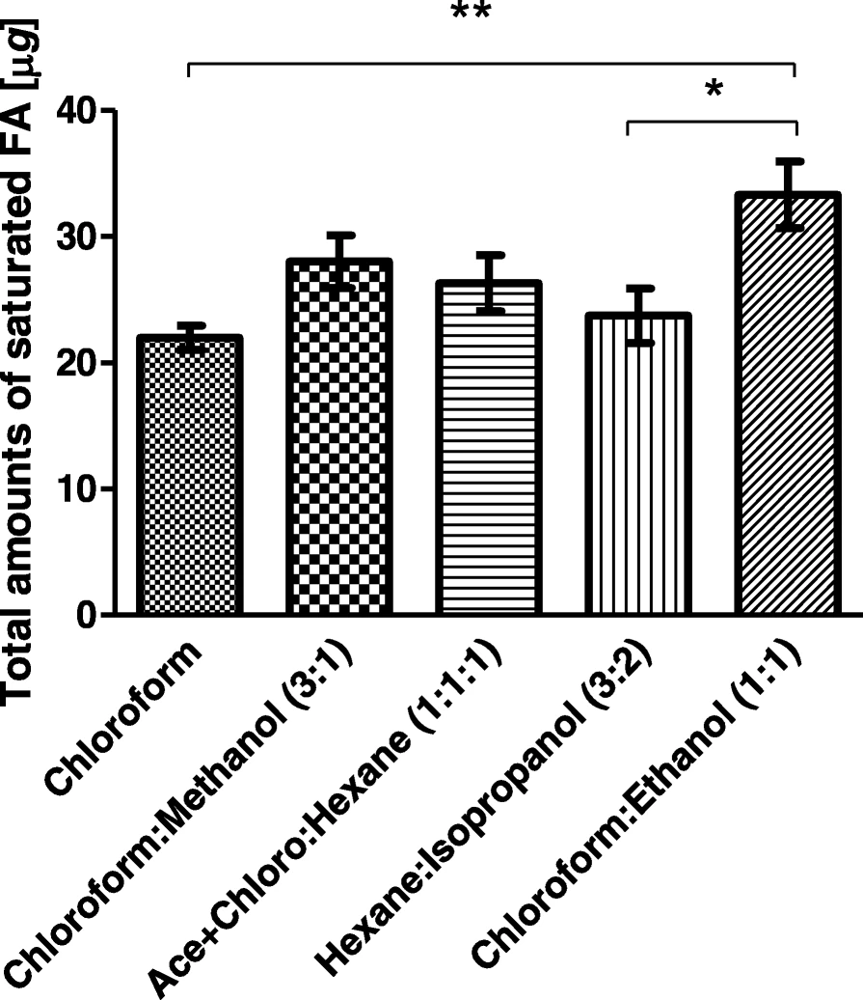 **
*
Total amounts of saturated FA [µg]
40
30
20
10
0
Chloroform
Chloroform:Methanol (3:1)
Ace+Chloro:Hexane (1:1:1)
Hexane:Isopropanol (3:2)
Chloroform:Ethanol (1:1)